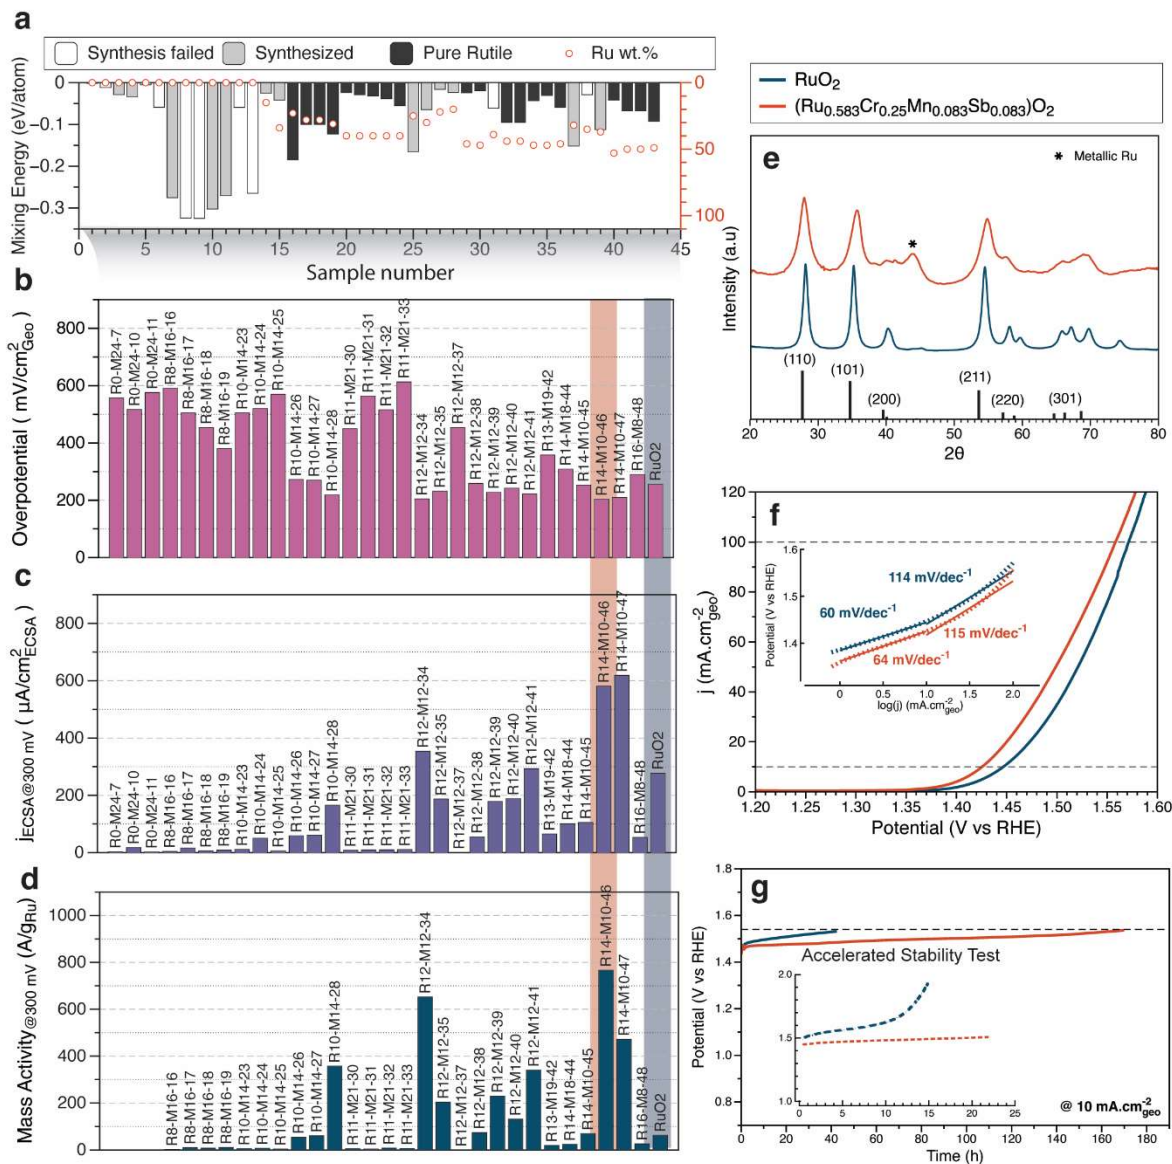 a
Synthesis failed
Synthesized
Pure Rutile
Ru wt.%
Mixing Energy (eV/atom)
0
-0.1
-0.2
-0.3
0
50
100
0
5
10
15
20
25
30
35
40
45
Sample number
b
Overpotential ( mV/cm²Geo)
800
600
400
200
0
R0-M24-7
R0-M24-10
R0-M24-11
R8-M16-16
R8-M16-17
R8-M16-18
R8-M16-19
R10-M14-23
R10-M14-24
R10-M14-25
R10-M14-26
R10-M14-27
R10-M14-28
R11-M21-30
R11-M21-31
R11-M21-32
R11-M21-33
R12-M12-34
R12-M12-35
R12-M12-37
R12-M12-38
R12-M12-39
R12-M12-40
R12-M12-41
R13-M19-42
R14-M18-44
R14-M10-45
R14-M10-46
R14-M10-47
R16-M8-48
RuO2
c
jECSA@300 mV ( µA/cm²ECSA)
800
600
400
200
0
R0-M24-7
R0-M24-10
R0-M24-11
R8-M16-16
R8-M16-17
R8-M16-18
R8-M16-19
R10-M14-23
R10-M14-24
R10-M14-25
R10-M14-26
R10-M14-27
R10-M14-28
R11-M21-30
R11-M21-31
R11-M21-32
R11-M21-33
R12-M12-34
R12-M12-35
R12-M12-37
R12-M12-38
R12-M12-39
R12-M12-40
R12-M12-41
R13-M19-42
R14-M18-44
R14-M10-45
R14-M10-46
R14-M10-47
R16-M8-48
RuO2
d
Mass Activity@300 mV (A/gRu)
1000
800
600
400
200
0
R8-M16-16
R8-M16-17
R8-M16-18
R8-M16-19
R10-M14-23
R10-M14-24
R10-M14-25
R10-M14-26
R10-M14-27
R10-M14-28
R11-M21-30
R11-M21-31
R11-M21-32
R11-M21-33
R12-M12-34
R12-M12-35
R12-M12-37
R12-M12-38
R12-M12-39
R12-M12-40
R12-M12-41
R13-M19-42
R14-M18-44
R14-M10-45
R14-M10-46
R14-M10-47
R16-M8-48
RuO2
RuO₂
(Ru₀.₅₈₃Cr₀.₂₅Mn₀.₀₈₃Sb₀.₀₈₃)O₂
e
* Metallic Ru
*
Intensity (a.u)
(110)
(101)
(200)
(211)
(220)
(301)
20
30
40
50
60
70
80
2θ
f
j (mA.cm⁻²geo)
120
100
80
60
40
20
0
1.20
1.25
1.30
1.35
1.40
1.45
1.50
1.55
1.60
Potential (V vs RHE)
Potential (V vs RHE)
1.6
1.5
1.4
114 mV/dec⁻¹
60 mV/dec⁻¹
115 mV/dec⁻¹
64 mV/dec⁻¹
0
0.5
1.0
1.5
2.0
log(j) (mA.cm⁻²geo)
g
Potential (V vs RHE)
1.8
1.6
1.4
1.2
1.0
0.8
Accelerated Stability Test
2.0
1.5
1.0
0
5
10
15
20
25
@ 10 mA.cm⁻²geo
0
20
40
60
80
100
120
140
160
180
Time (h)